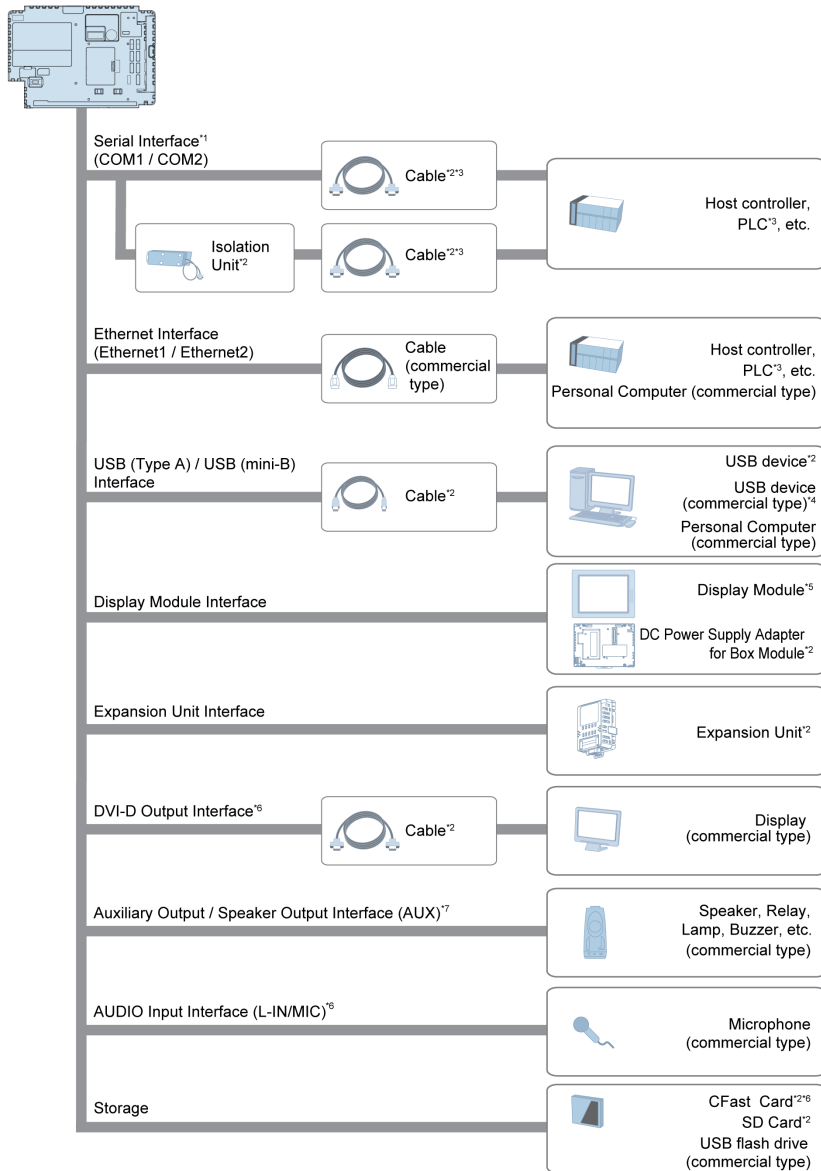 Serial Interface*1
(COM1 / COM2)
Cable*2*3
Host controller,
PLC*3, etc.
Isolation
Unit*2
Cable*2*3
Ethernet Interface
(Ethernet1 / Ethernet2)
Cable
(commercial
type)
Host controller,
PLC*3, etc.
Personal Computer (commercial type)
USB (Type A) / USB (mini-B)
Interface
Cable*2
USB device*2
USB device
(commercial type)*4
Personal Computer
(commercial type)
Display Module Interface
Display Module*5
DC Power Supply Adapter
for Box Module*2
Expansion Unit Interface
Expansion Unit*2
DVI-D Output Interface*6
Cable*2
Display
(commercial type)
Auxiliary Output / Speaker Output Interface (AUX)*7
Speaker, Relay,
Lamp, Buzzer, etc.
(commercial type)
AUDIO Input Interface (L-IN/MIC)*6
Microphone
(commercial type)
Storage
CFast Card*2*6
SD Card*2
USB flash drive
(commercial type)